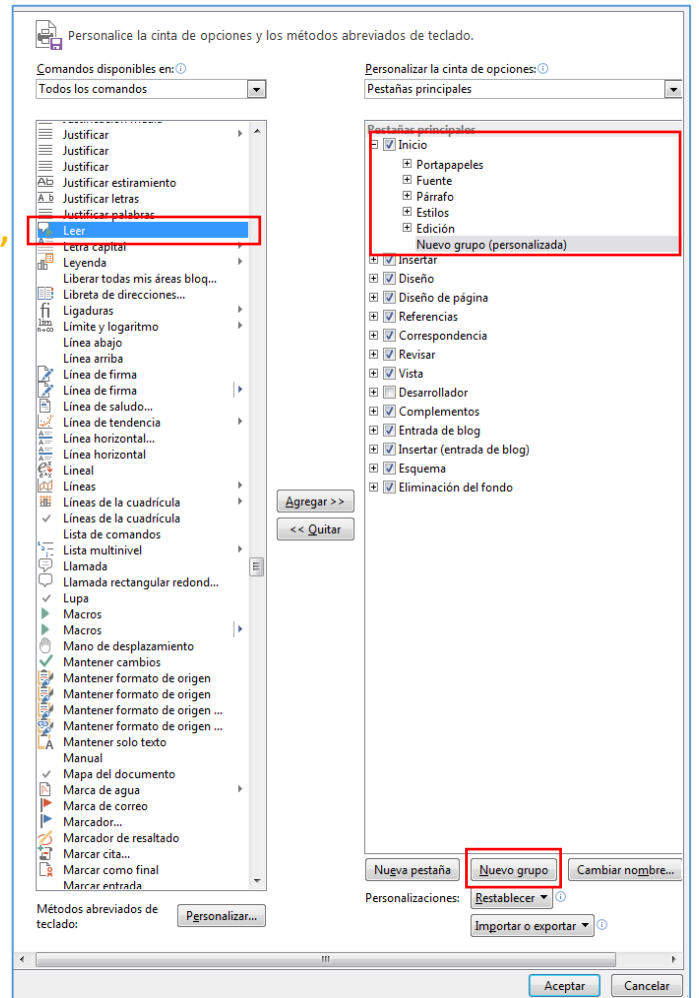 Personalice la cinta de opciones y los métodos abreviados de teclado.
Comandos disponibles en:
Todos los comandos
Justificar
Justificar
Justificar
Justificar estiramiento
Justificar letras
Justificar palabras
Leer
Letra capital
Leyenda
Liberar todas mis áreas bloq...
Libreta de direcciones...
Ligaduras
Límite y logaritmo
Línea abajo
Línea arriba
Línea de firma
Línea de firma
Línea de saludo...
Línea de tendencia
Línea horizontal...
Línea horizontal
Lineal
Líneas
Líneas de la cuadrícula
Líneas de la cuadrícula
Lista de comandos
Lista multinivel
Llamada
Llamada rectangular redond...
Lupa
Macros
Macros
Mano de desplazamiento
Mantener cambios
Mantener formato de origen
Mantener formato de origen
Mantener formato de origen ...
Mantener formato de origen ...
Mantener solo texto
Manual
Mapa del documento
Marca de agua
Marca de correo
Marcador...
Marcador de resaltado
Marcar cita...
Marcar como final
Marcar entrada
Métodos abreviados de
teclado:
Personalizar...
Agregar >>
<< Quitar
Personalizar la cinta de opciones:
Pestañas principales
Pestañas principales
Inicio
Portapapeles
Fuente
Párrafo
Estilos
Edición
Nuevo grupo (personalizada)
Insertar
Diseño
Diseño de página
Referencias
Correspondencia
Revisar
Vista
Desarrollador
Complementos
Entrada de blog
Insertar (entrada de blog)
Esquema
Eliminación del fondo
Nueva pestaña Nuevo grupo Cambiar nombre...
Personalizaciones: Restablecer
Importar o exportar
Aceptar Cancelar